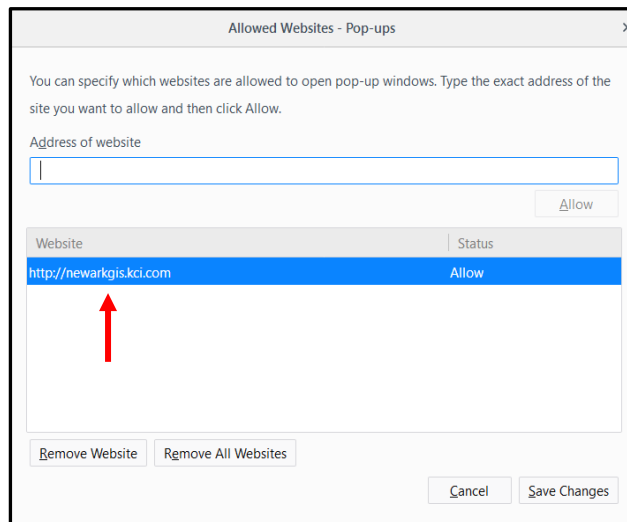 Allowed Websites - Pop-ups
You can specify which websites are allowed to open pop-up windows. Type the exact address of the
site you want to allow and then click Allow.
Address of website
Allow
Website Status
http://newarkgis.kci.com Allow
Remove Website Remove All Websites
Cancel Save Changes